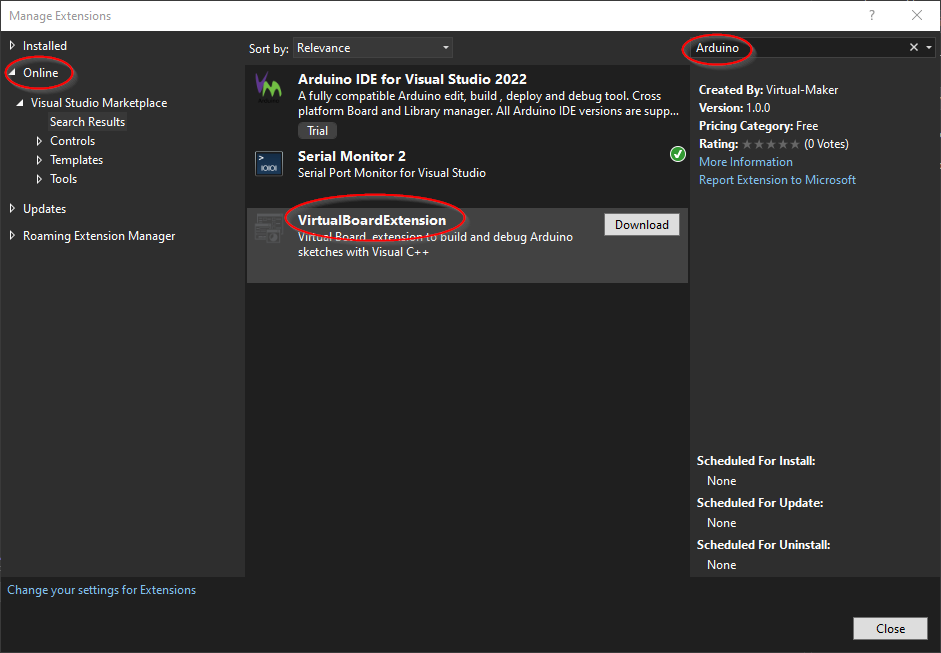 Manage Extensions
?
Installed
Online
Visual Studio Marketplace
Search Results
Controls
Templates
Tools
Updates
Roaming Extension Manager
Sort by: Relevance
Arduino IDE for Visual Studio 2022
A fully compatible Arduino edit, build , deploy and debug tool. Cross
platform Board and Library manager. All Arduino IDE versions are supp...
Trial
Serial Monitor 2
Serial Port Monitor for Visual Studio
VirtualBoardExtension
Download
Virtual Board extension to build and debug Arduino
sketches with Visual C++
Arduino
Created By: Virtual-Maker
Version: 1.0.0
Pricing Category: Free
Rating: ★★★★★ (0 Votes)
More Information
Report Extension to Microsoft
Scheduled For Install:
None
Scheduled For Update:
None
Scheduled For Uninstall:
None
Change your settings for Extensions
Close